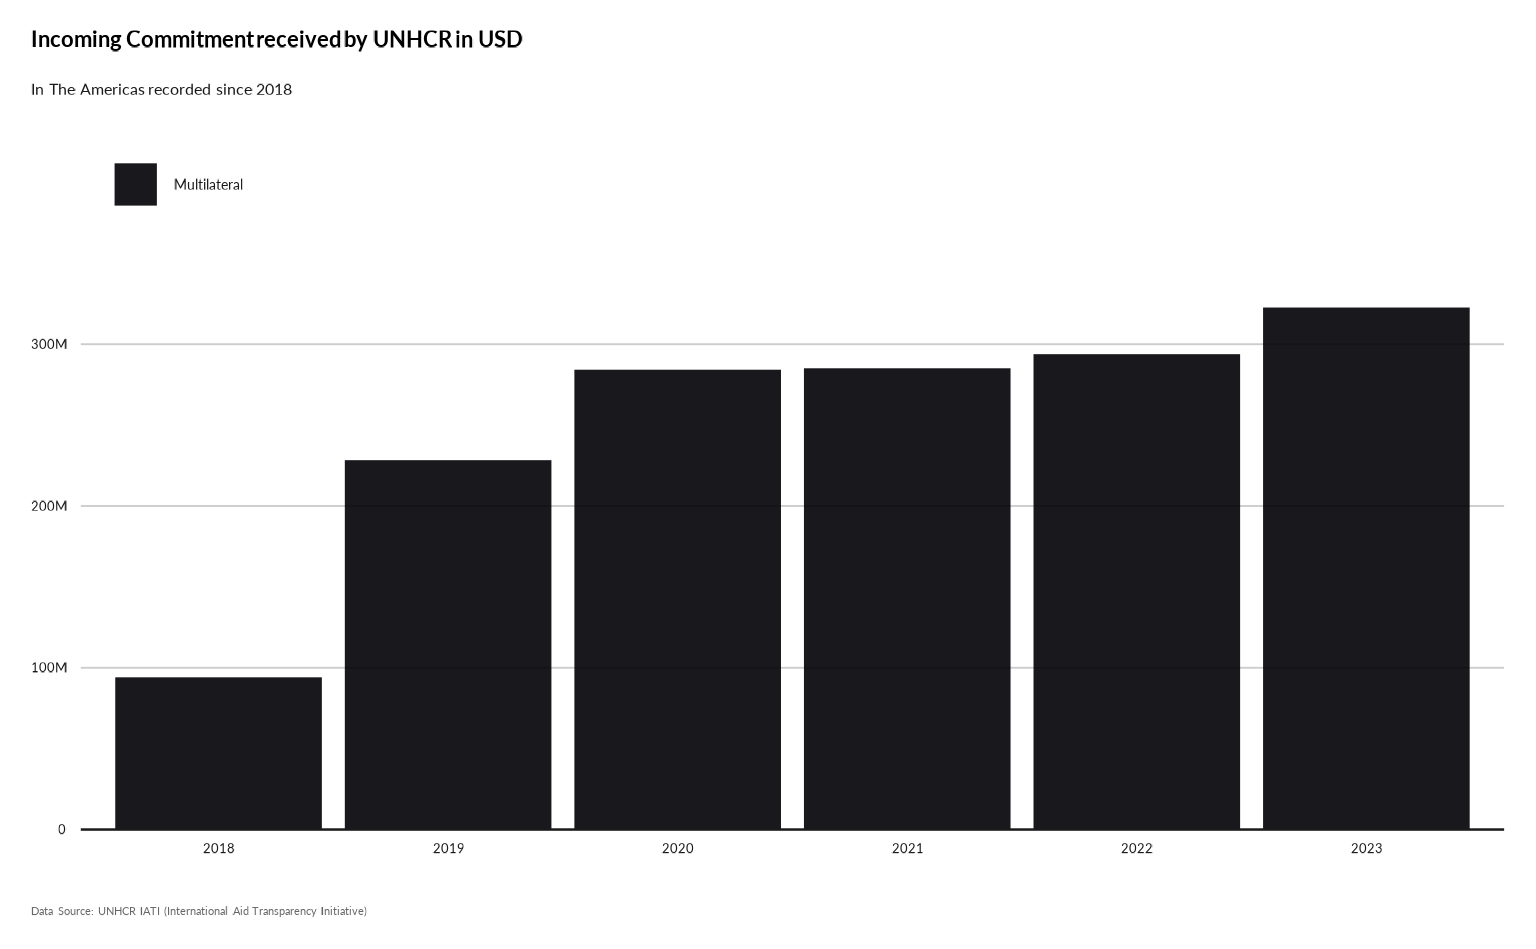 Incoming Commitment received by UNHCR in USD
In The Americas recorded since 2018
Multilateral
300M
200M
100M
0
2018 2019 2020 2021 2022 2023
Data Source: UNHCR IATI (International Aid Transparency Initiative)